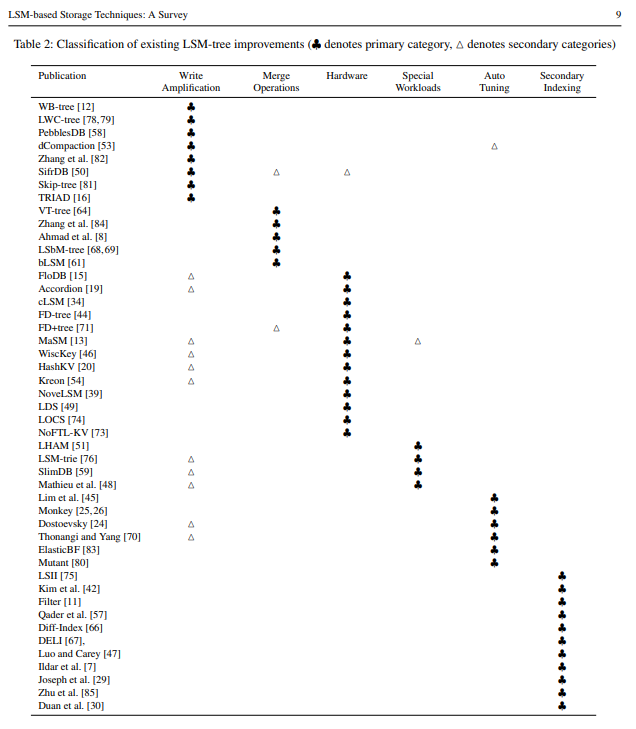 LSM-based Storage Techniques: A Survey 9
Table 2: Classification of existing LSM-tree improvements (♣ denotes primary category, △ denotes secondary categories)
Publication Write Amplification Merge Operations Hardware Special Workloads Auto Tuning Secondary Indexing
WB-tree [12] ♣
LWC-tree [78,79] ♣
PebblesDB [58] ♣
dCompaction [53] ♣ △
Zhang et al. [82] ♣
SifrDB [50] ♣ △ △
Skip-tree [81] ♣
TRIAD [16] ♣
VT-tree [64] ♣
Zhang et al. [84] ♣
Ahmad et al. [8] ♣
LSbM-tree [68,69] ♣
bLSM [61] ♣
FloDB [15] △ ♣
Accordion [19] △ ♣
cLSM [34] ♣
FD-tree [44] ♣
FD+tree [71] △ ♣
MaSM [13] △ ♣ △
WiscKey [46] △ ♣
HashKV [20] △ ♣
Kreon [54] △ ♣
NoveLSM [39] ♣
LDS [49] ♣
LOCS [74] ♣
NoFTL-KV [73] ♣
LHAM [51] ♣
LSM-trie [76] △ ♣
SlimDB [59] △ ♣
Mathieu et al. [48] △ ♣
Lim et al. [45] ♣
Monkey [25,26] ♣
Dostoevsky [24] △ ♣
Thonangi and Yang [70] △ ♣
ElasticBF [83] ♣
Mutant [80] ♣
LSII [75] ♣
Kim et al. [42] ♣
Filter [11] ♣
Qader et al. [57] ♣
Diff-Index [66] ♣
DELI [67], ♣
Luo and Carey [47] ♣
Ildar et al. [7] ♣
Joseph et al. [29] ♣
Zhu et al. [85] ♣
Duan et al. [30] ♣